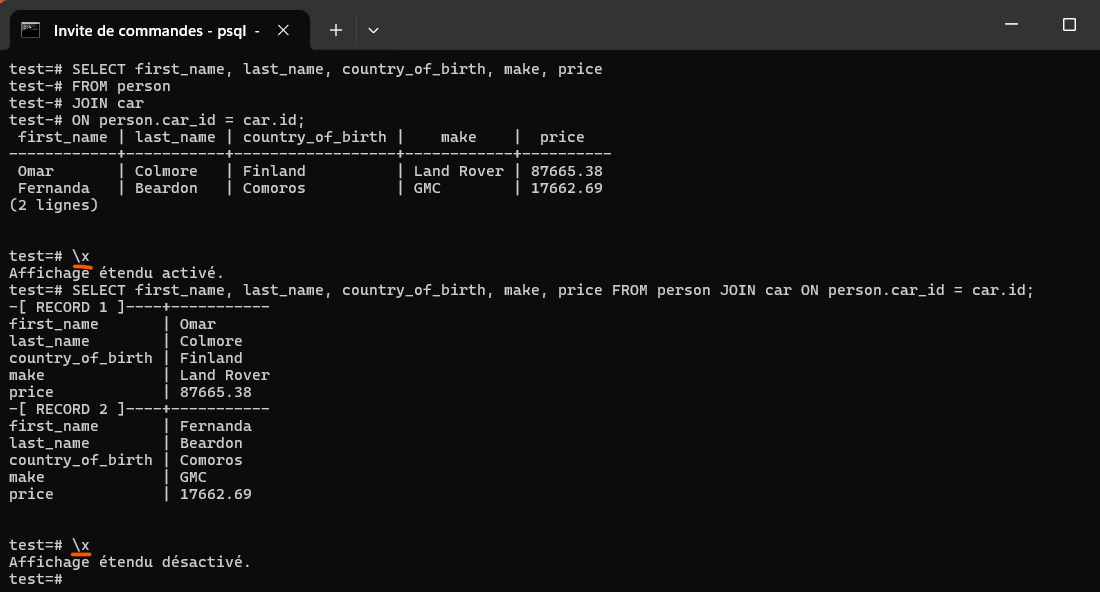 Invite de commandes - psql -
test=# SELECT first_name, last_name, country_of_birth, make, price
test-# FROM person
test-# JOIN car
test-# ON person.car_id = car.id;
 first_name | last_name | country_of_birth |    make    |  price
------------+-----------+------------------+------------+----------
 Omar       | Colmore   | Finland          | Land Rover | 87665.38
 Fernanda   | Beardon   | Comoros          | GMC        | 17662.69
(2 lignes)
test=# \x
Affichage étendu activé.
test=# SELECT first_name, last_name, country_of_birth, make, price FROM person JOIN car ON person.car_id = car.id;
-[ RECORD 1 ]----+-----------
first_name       | Omar
last_name        | Colmore
country_of_birth | Finland
make             | Land Rover
price            | 87665.38
-[ RECORD 2 ]----+-----------
first_name       | Fernanda
last_name        | Beardon
country_of_birth | Comoros
make             | GMC
price            | 17662.69
test=# \x
Affichage étendu désactivé.
test=#